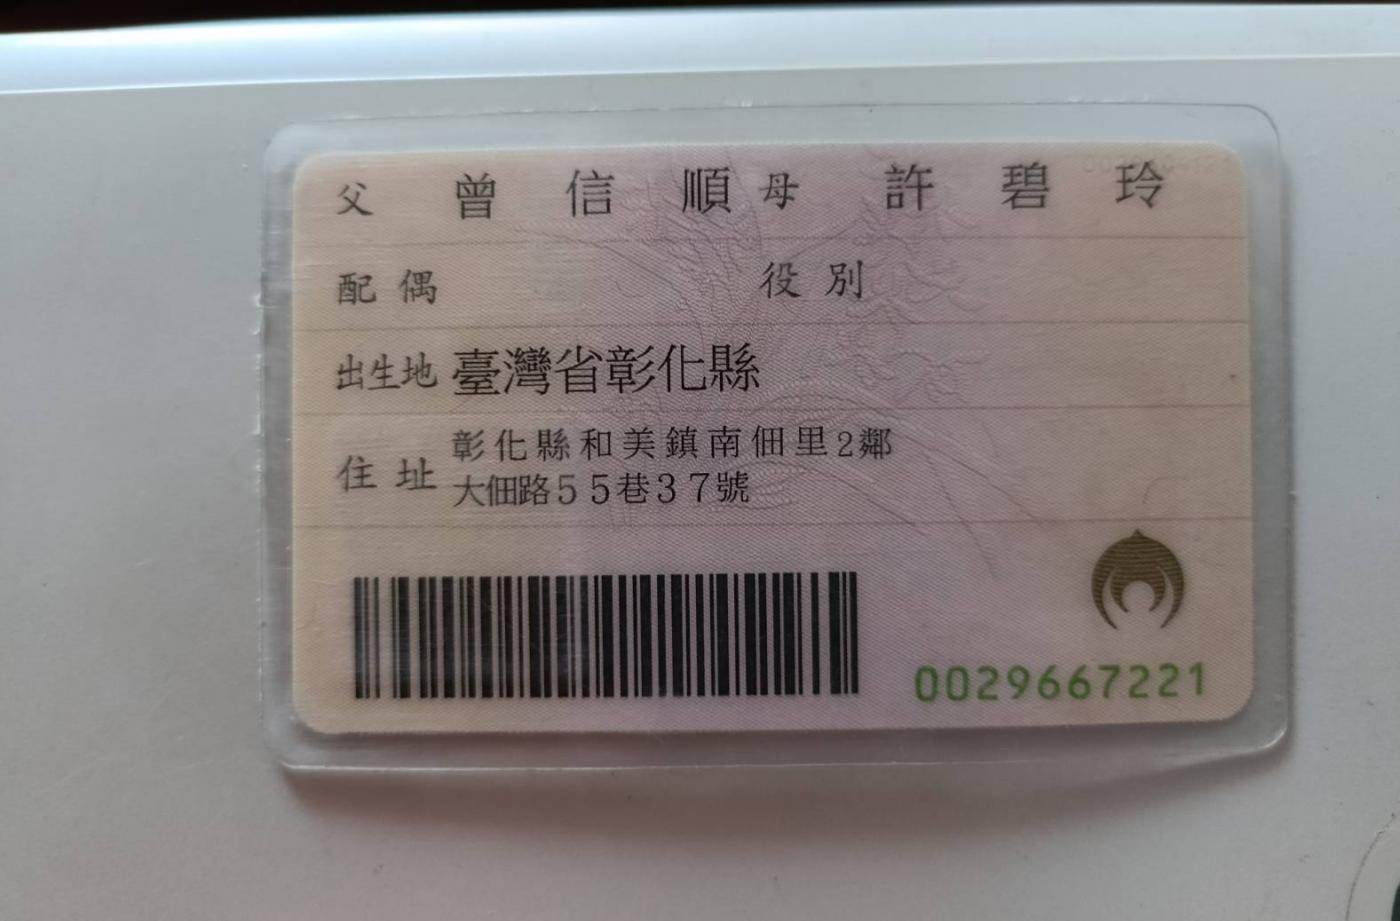 父 曾信順 母 許碧玲
配偶 役別
出生地 臺灣省彰化縣
住址 彰化縣和美鎮南佃里2鄰
大佃路55巷37號
0029667221